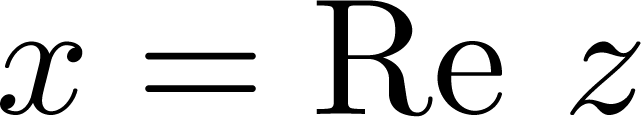 x = Re z